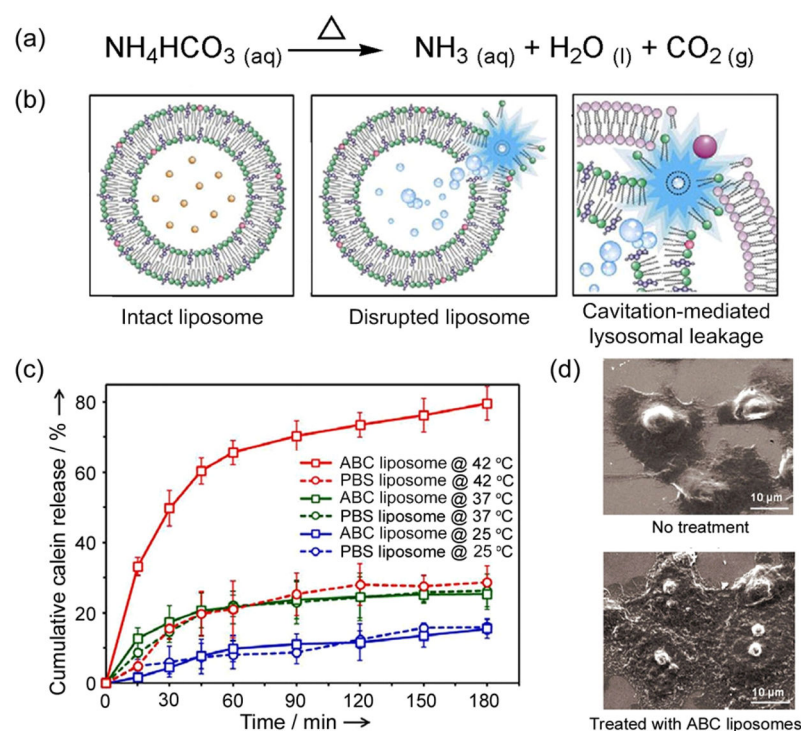 (a) NH₄HCO₃ (aq) △ NH₃ (aq) + H₂O (l) + CO₂ (g)
(b)
Intact liposome
Disrupted liposome
Cavitation-mediated
lysosomal leakage
(c)
Cumulative calein release / % →
80
60
40
20
0
ABC liposome @ 42 °C
PBS liposome @ 42 °C
ABC liposome @ 37 °C
PBS liposome @ 37 °C
ABC liposome @ 25 °C
PBS liposome @ 25 °C
0 30 60 90 120 150 180
Time / min →
(d)
10 µm
No treatment
10 µm
Treated with ABC liposomes